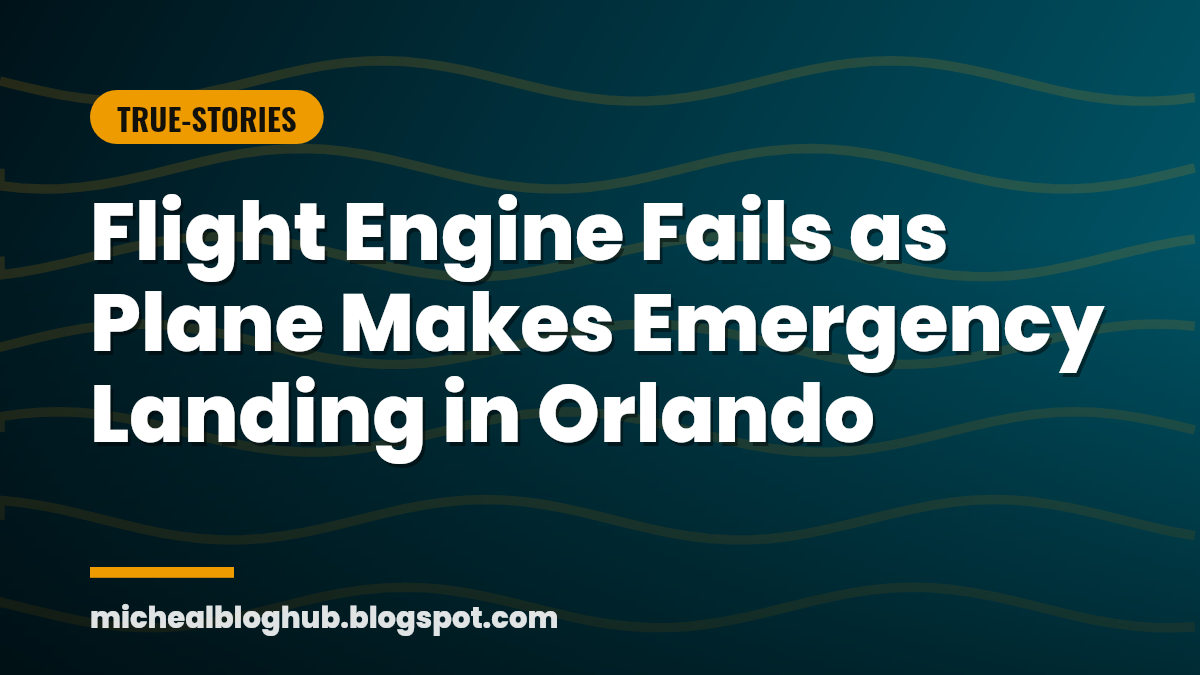 TRUE-STORIES
Flight Engine Fails as
Plane Makes Emergency
Landing in Orlando
michealbloghub.blogspot.com